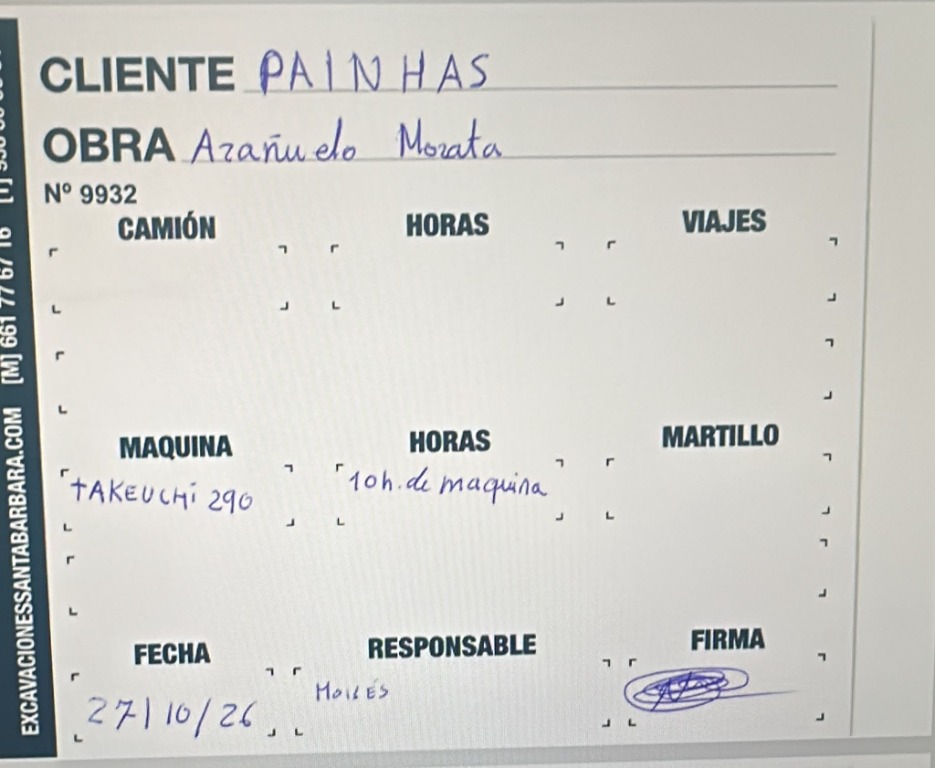 CLIENTE PAINHAS
OBRA Arañuelo Morata
Nº 9932
CAMIÓN HORAS VIAJES
MAQUINA HORAS MARTILLO
TAKEUCHI 290 10h. de maquina
FECHA RESPONSABLE FIRMA
27/10/26 Moisés
EXCAVACIONESSANTABARBARA.COM [M] 661 77 67 16